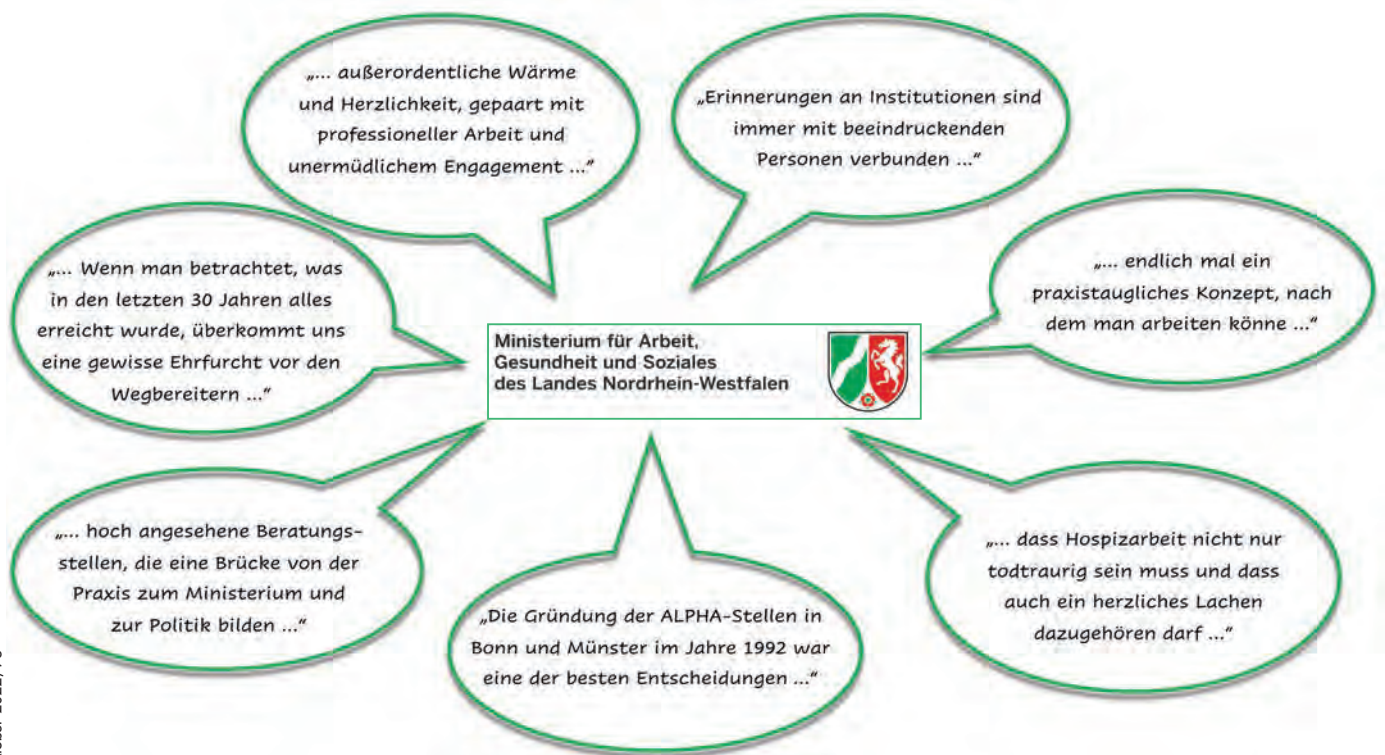 „... außerordentliche Wärme
und Herzlichkeit, gepaart mit
professioneller Arbeit und
unermüdlichem Engagement ...“
„Erinnerungen an Institutionen sind
immer mit beeindruckenden
Personen verbunden ...“
„... Wenn man betrachtet, was
in den letzten 30 Jahren alles
erreicht wurde, überkommt uns
eine gewisse Ehrfurcht vor den
Wegbereitern ...“
„... endlich mal ein
praxistaugliches Konzept, nach
dem man arbeiten könne ...“
Ministerium für Arbeit,
Gesundheit und Soziales
des Landes Nordrhein-Westfalen
„... hoch angesehene Beratungs-
stellen, die eine Brücke von der
Praxis zum Ministerium und
zur Politik bilden ...“
„Die Gründung der ALPHA-Stellen in
Bonn und Münster im Jahre 1992 war
eine der besten Entscheidungen ...“
„... dass Hospizarbeit nicht nur
todtraurig sein muss und dass
auch ein herzliches Lachen
dazugehören darf ...“